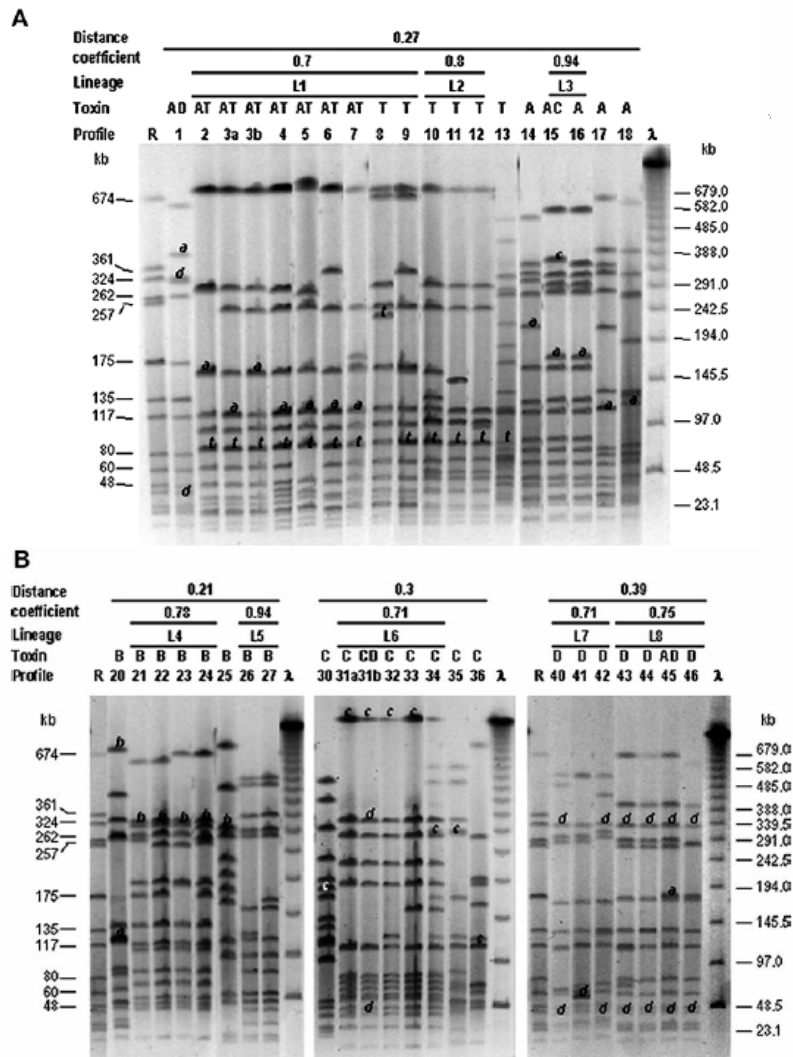 A
Distance
coefficient
0.27
0.7 0.8 0.94
Lineage L1 L2 L3
Toxin AD AT AT AT AT AT AT AT T T T T T T A AC A A A
Profile R 1 2 3a 3b 4 5 6 7 8 9 10 11 12 13 14 15 16 17 18 λ
kb kb
674 679.0
582.0
485.0
361 388.0
324 291.0
262 242.5
257 194.0
175 145.5
135
117 97.0
80
60 48.5
48 23.1
a d d
a a a a a a a
t t t t t t t t t t t t
a c a a a a
B
Distance 0.21 0.3 0.39
coefficient 0.78 0.94 0.71 0.71 0.75
Lineage L4 L5 L6 L7 L8
Toxin B B B B B B B B C C CD C C C C C D D D D D AD D
Profile R 20 21 22 23 24 25 26 27 λ 30 31a 31b 32 33 34 35 36 λ R 40 41 42 43 44 45 46 λ
kb kb
674 679.0
582.0
485.0
361 388.0
324 339.5
262 291.0
257 242.5
175 194.0
135 145.5
117 97.0
80
60 48.5
48 23.1
b b b b b b a
c c c c d c c c c d
d d d d d d a d d d d d d d